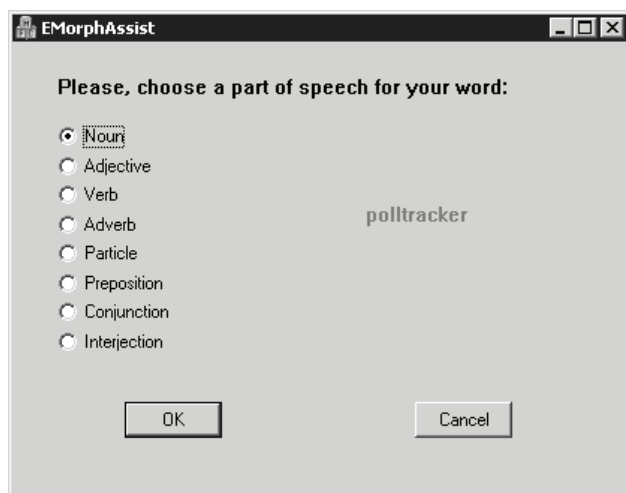 EMorphAssist
Please, choose a part of speech for your word:
Noun
Adjective
Verb
Adverb
polltracker
Particle
Preposition
Conjunction
Interjection
OK
Cancel